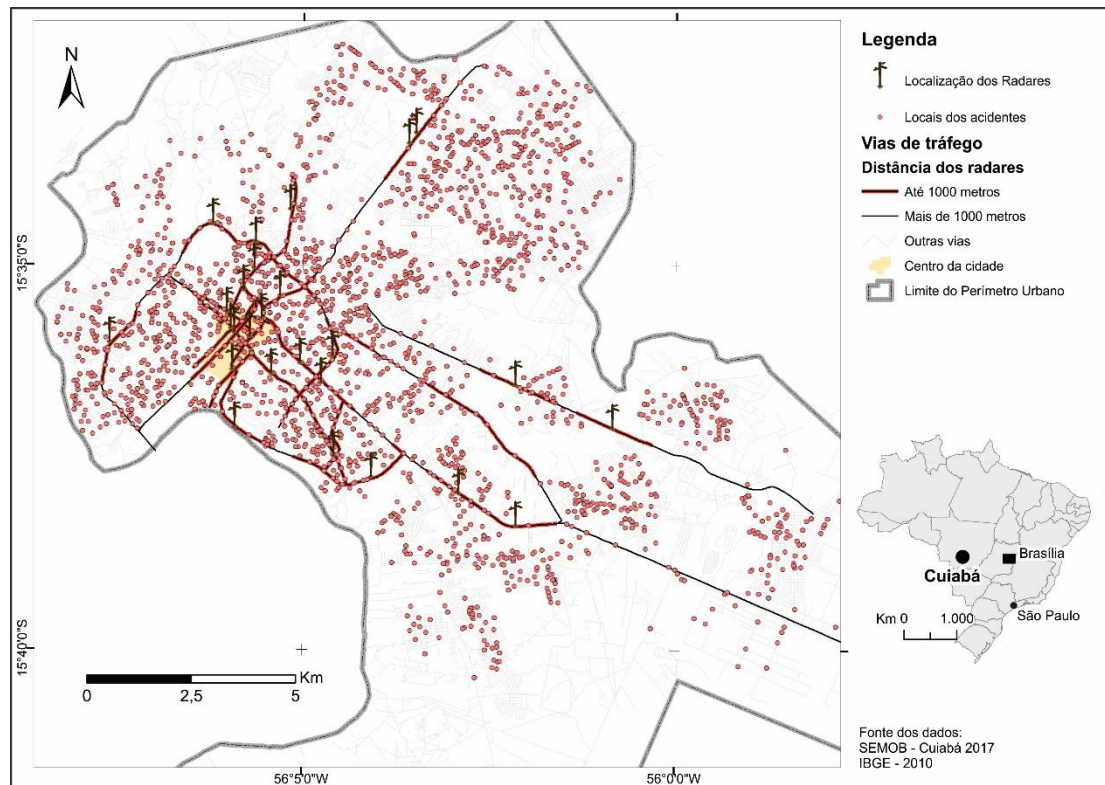 N
15°35'0"S
15°40'0"S
Km
0 2,5 5
56°5'0"W 56°0'0"W
Legenda
Localização dos Radares
Locais dos acidentes
Vias de tráfego
Distância dos radares
Até 1000 metros
Mais de 1000 metros
Outras vias
Centro da cidade
Limite do Perímetro Urbano
Brasília
Cuiabá
São Paulo
Km 0 1.000
Fonte dos dados:
SEMOB - Cuiabá 2017
IBGE - 2010